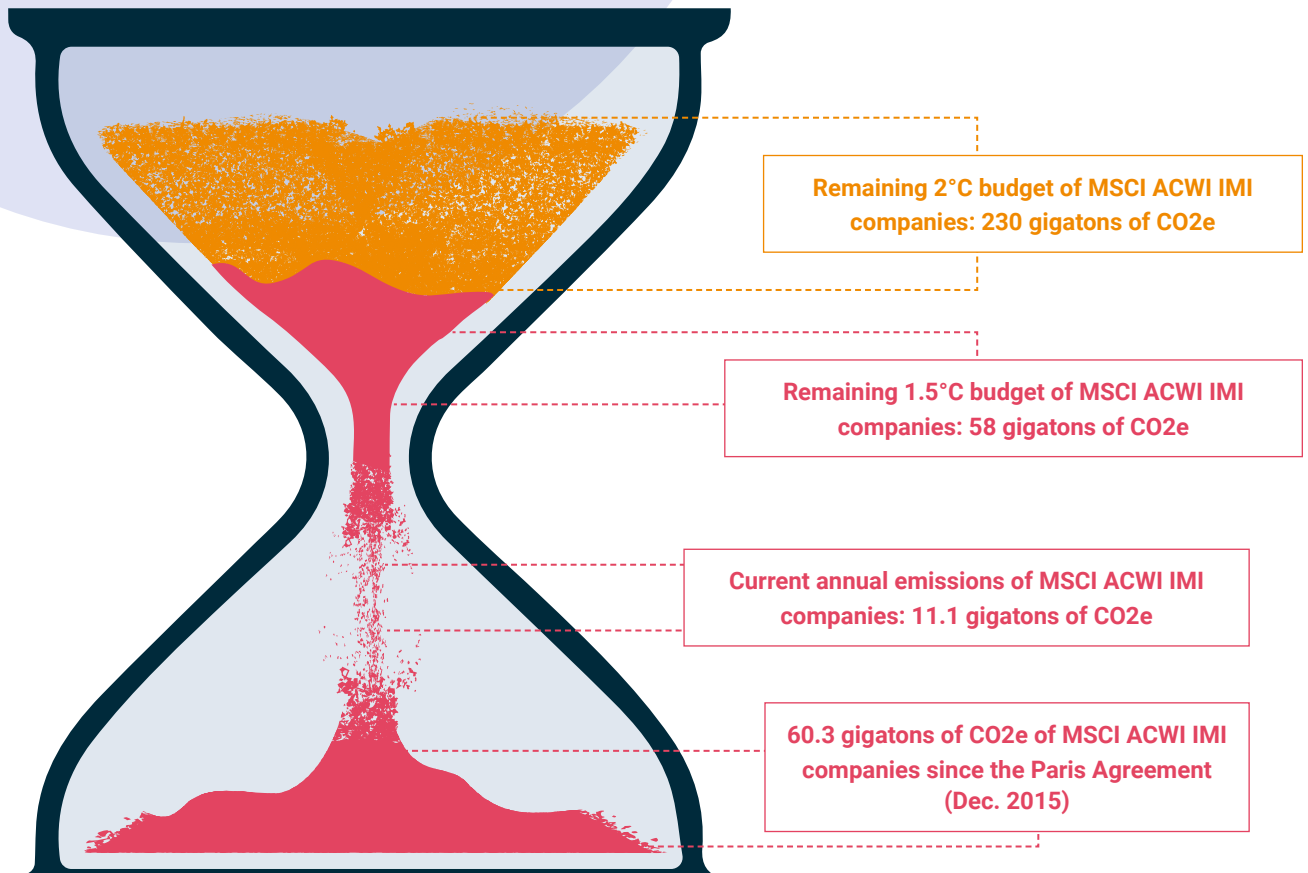 Remaining 2°C budget of MSCI ACWI IMI
companies: 230 gigatons of CO2e
Remaining 1.5°C budget of MSCI ACWI IMI
companies: 58 gigatons of CO2e
Current annual emissions of MSCI ACWI IMI
companies: 11.1 gigatons of CO2e
60.3 gigatons of CO2e of MSCI ACWI IMI
companies since the Paris Agreement
(Dec. 2015)